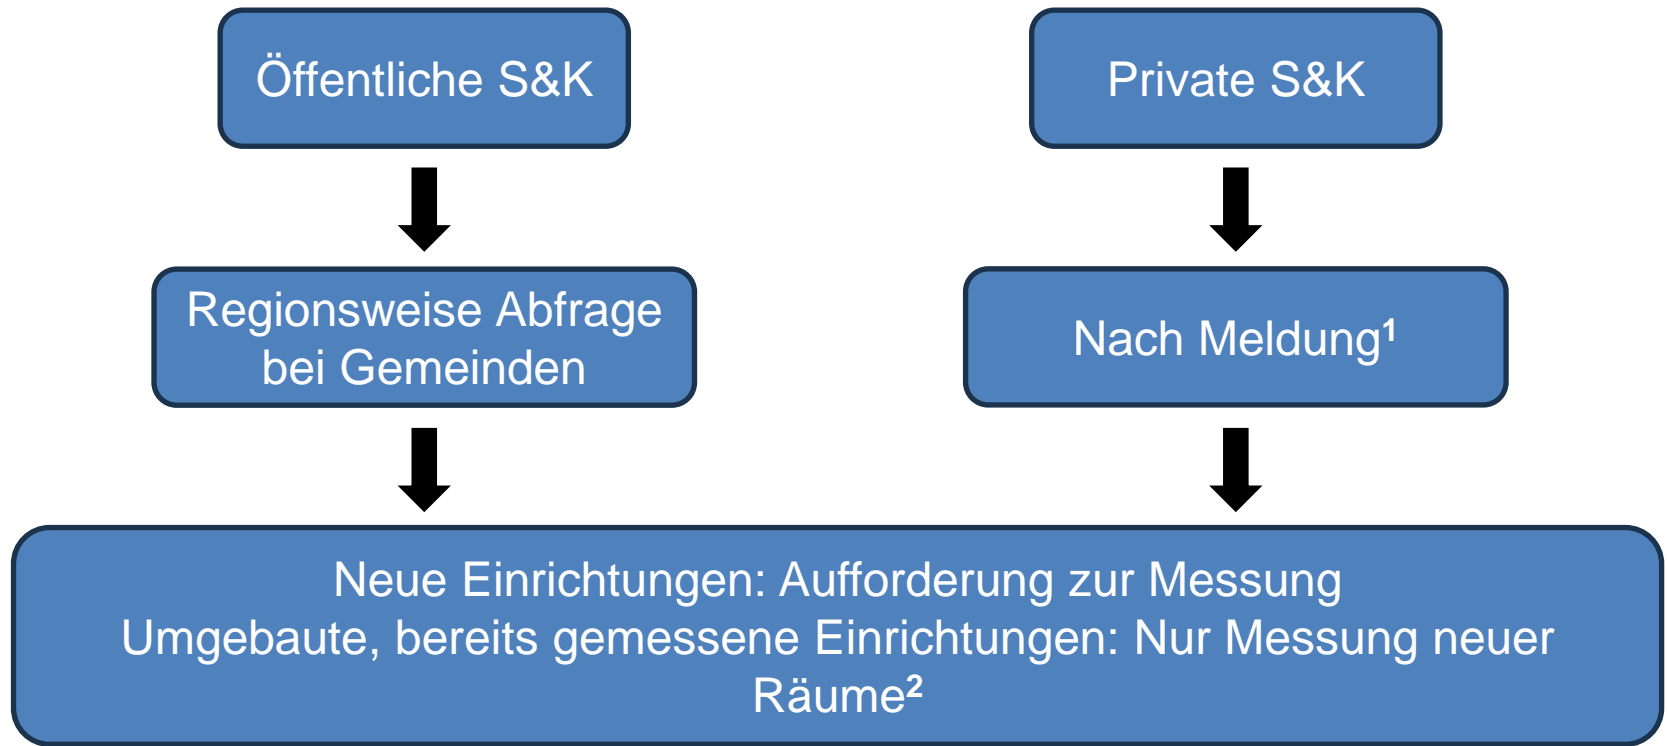 Öffentliche S&K
Private S&K
Regionsweise Abfrage
bei Gemeinden
Nach Meldung¹
Neue Einrichtungen: Aufforderung zur Messung
Umgebaute, bereits gemessene Einrichtungen: Nur Messung neuer
Räume²